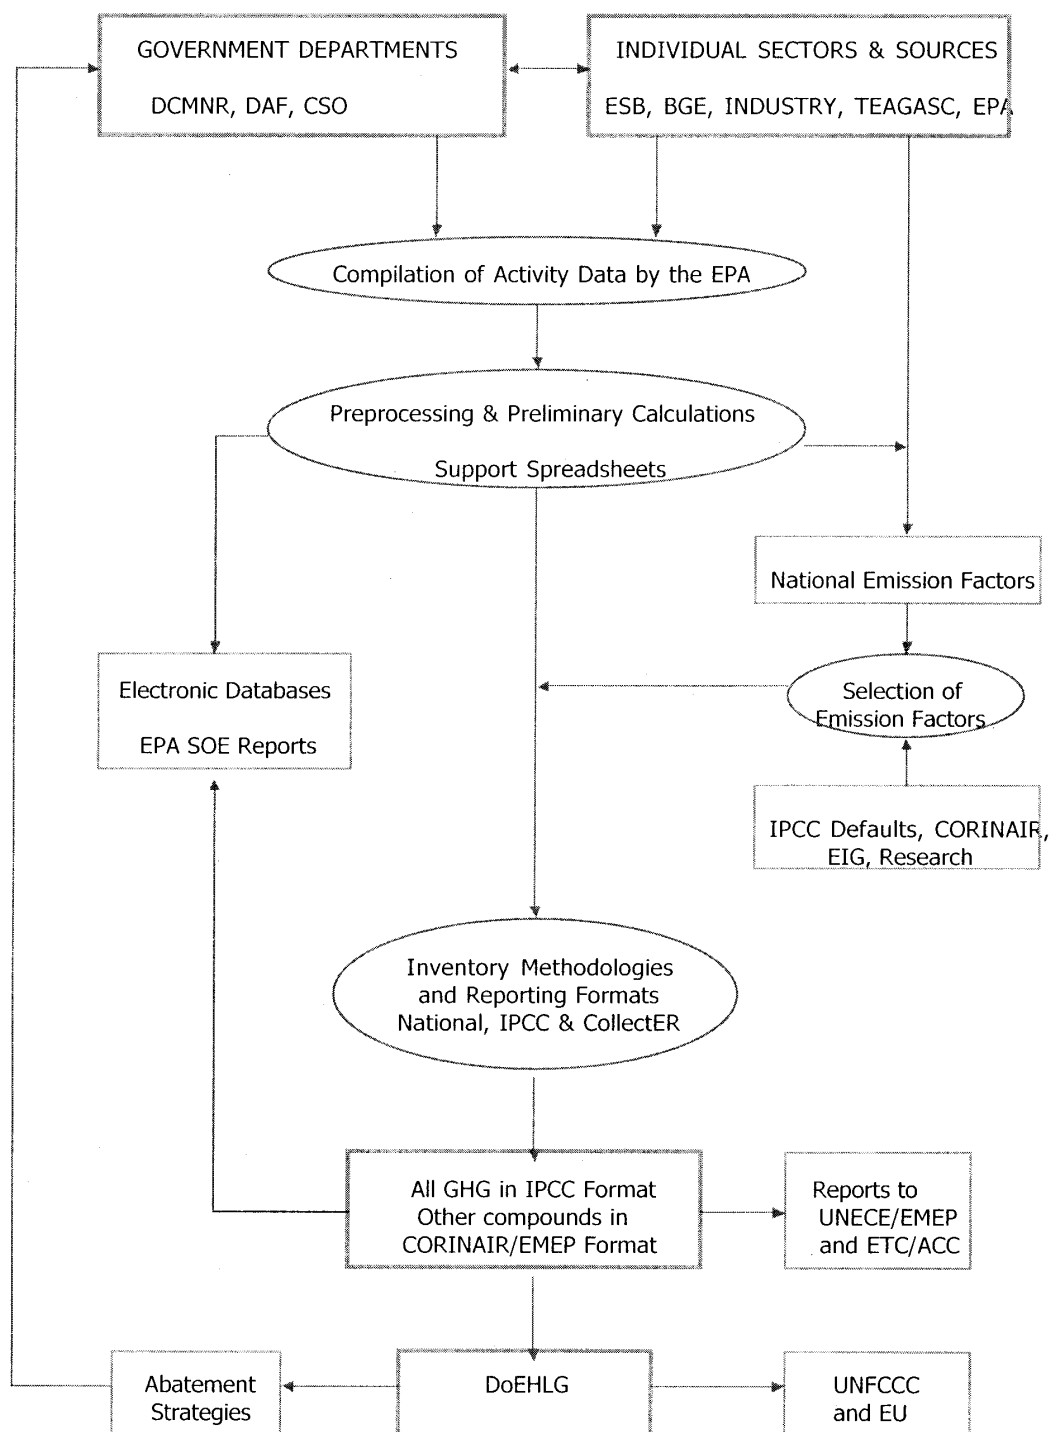 GOVERNMENT DEPARTMENTS
DCMNR, DAF, CSO
INDIVIDUAL SECTORS & SOURCES
ESB, BGE, INDUSTRY, TEAGASC, EPA
Compilation of Activity Data by the EPA
Preprocessing & Preliminary Calculations
Support Spreadsheets
National Emission Factors
Electronic Databases
EPA SOE Reports
Selection of
Emission Factors
IPCC Defaults, CORINAIR,
EIG, Research
Inventory Methodologies
and Reporting Formats
National, IPCC & CollectER
All GHG in IPCC Format
Other compounds in
CORINAIR/EMEP Format
Reports to
UNECE/EMEP
and ETC/ACC
Abatement
Strategies
DoEHLG
UNFCCC
and EU